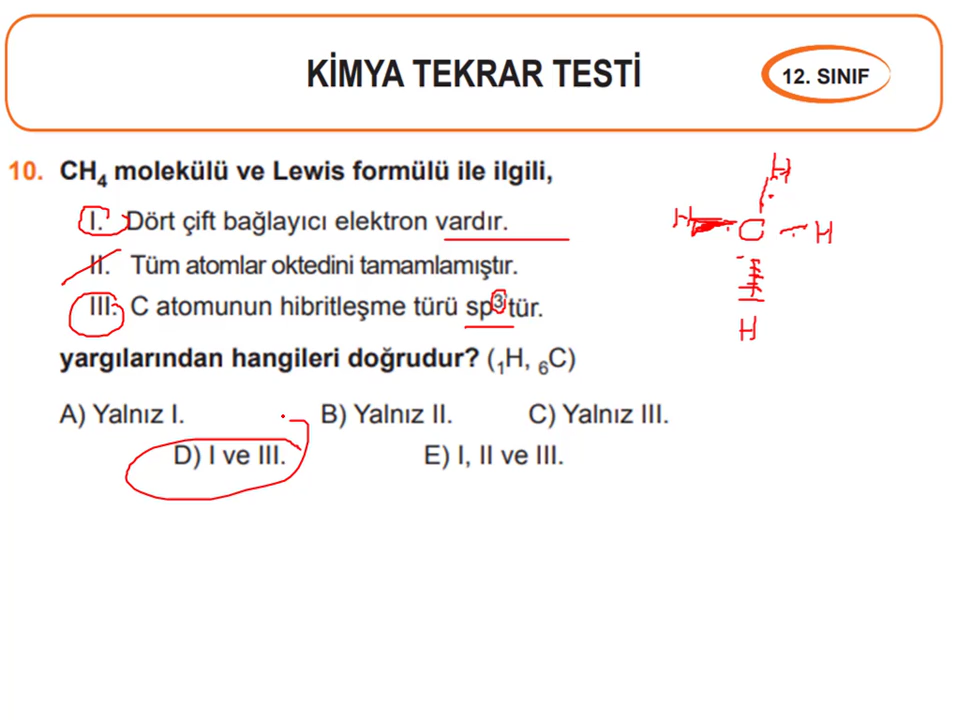 KİMYA TEKRAR TESTİ
12. SINIF
10. CH₄ molekülü ve Lewis formülü ile ilgili,
I. Dört çift bağlayıcı elektron vardır.
II. Tüm atomlar oktedini tamamlamıştır.
III. C atomunun hibritleşme türü sp³ tür.
yargılarından hangileri doğrudur? (₁H, ₆C)
A) Yalnız I. B) Yalnız II. C) Yalnız III.
D) I ve III. E) I, II ve III.
H
H C H
H